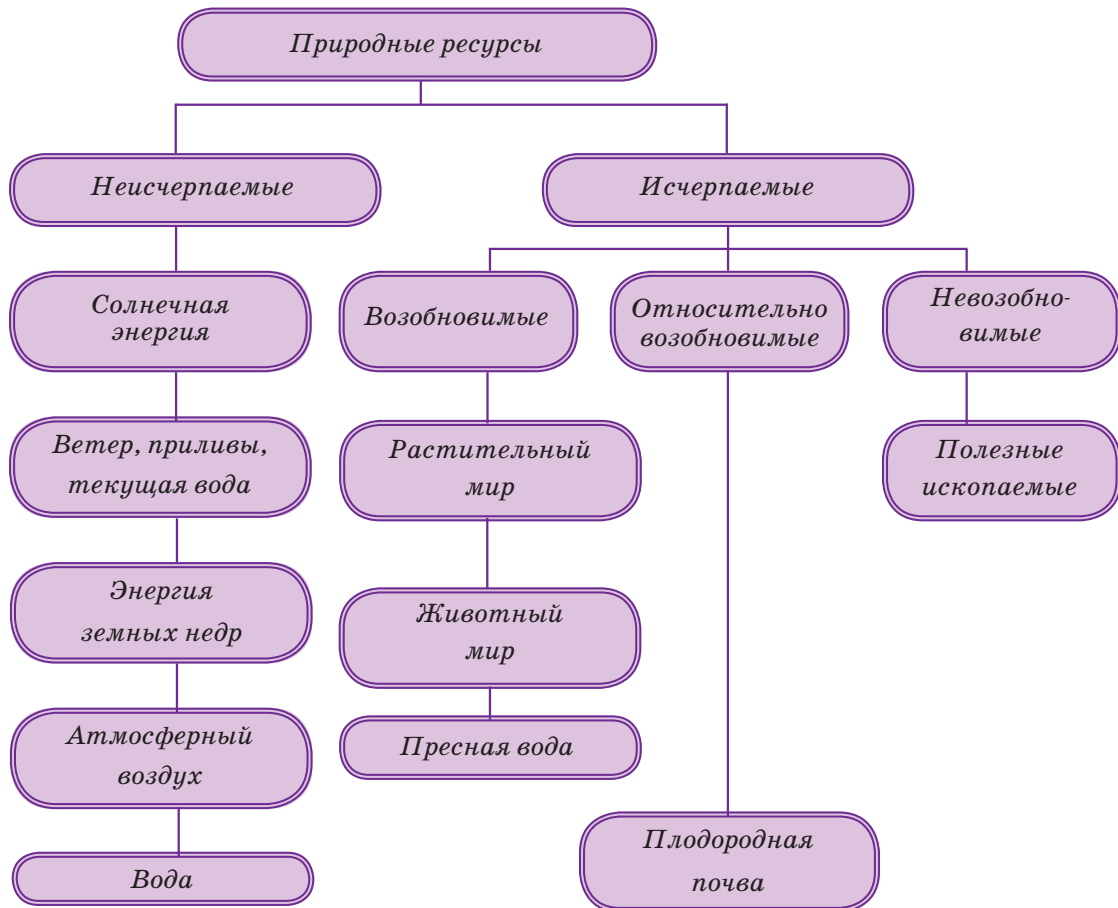 Природные ресурсы
Неисчерпаемые
Исчерпаемые
Солнечная
энергия
Возобновимые
Относительно
возобновимые
Невозобно-
вимые
Ветер, приливы,
текущая вода
Растительный
мир
Полезные
ископаемые
Энергия
земных недр
Животный
мир
Атмосферный
воздух
Пресная вода
Плодородная
почва
Вода